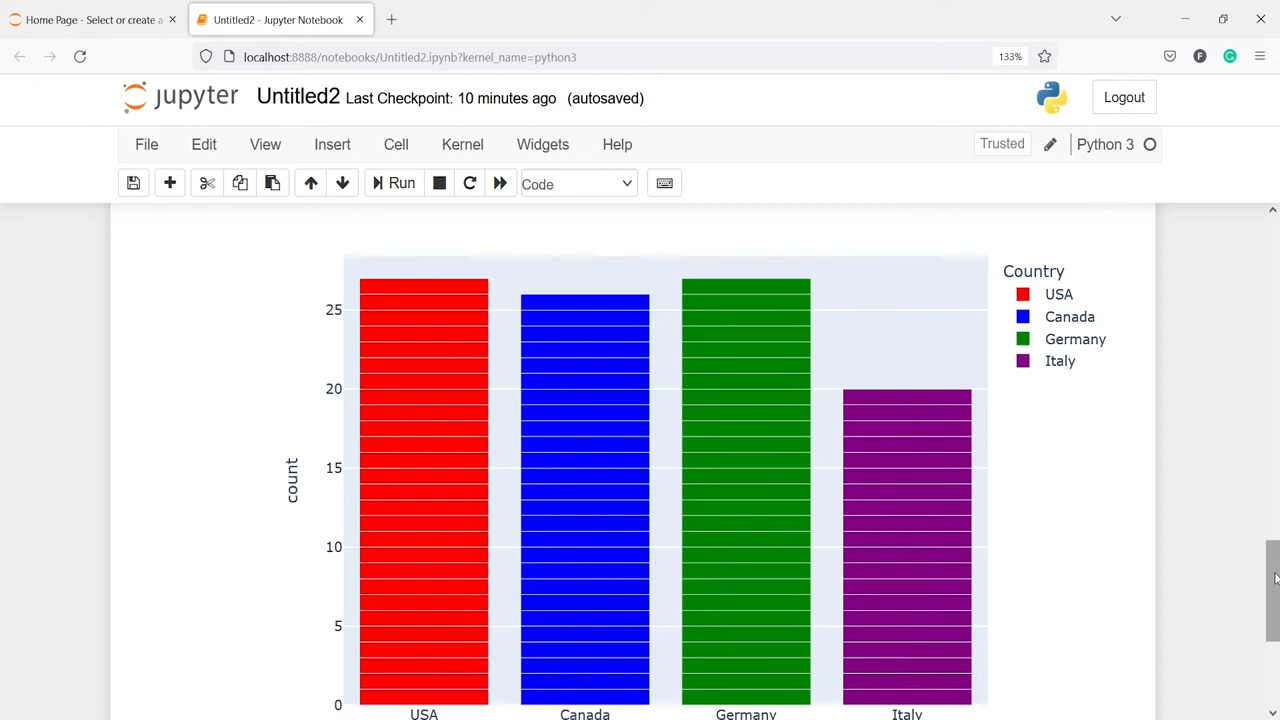 Home Page - Select or create a
Untitled2 - Jupyter Notebook
localhost:8888/notebooks/Untitled2.ipynb?kernel_name=python3
133%
F
G
jupyter Untitled2 Last Checkpoint: 10 minutes ago (autosaved)
Logout
File Edit View Insert Cell Kernel Widgets Help
Trusted
Python 3
Run
Code
Country
USA
Canada
Germany
Italy
25
20
15
10
5
0
count
USA Canada Germany Italy